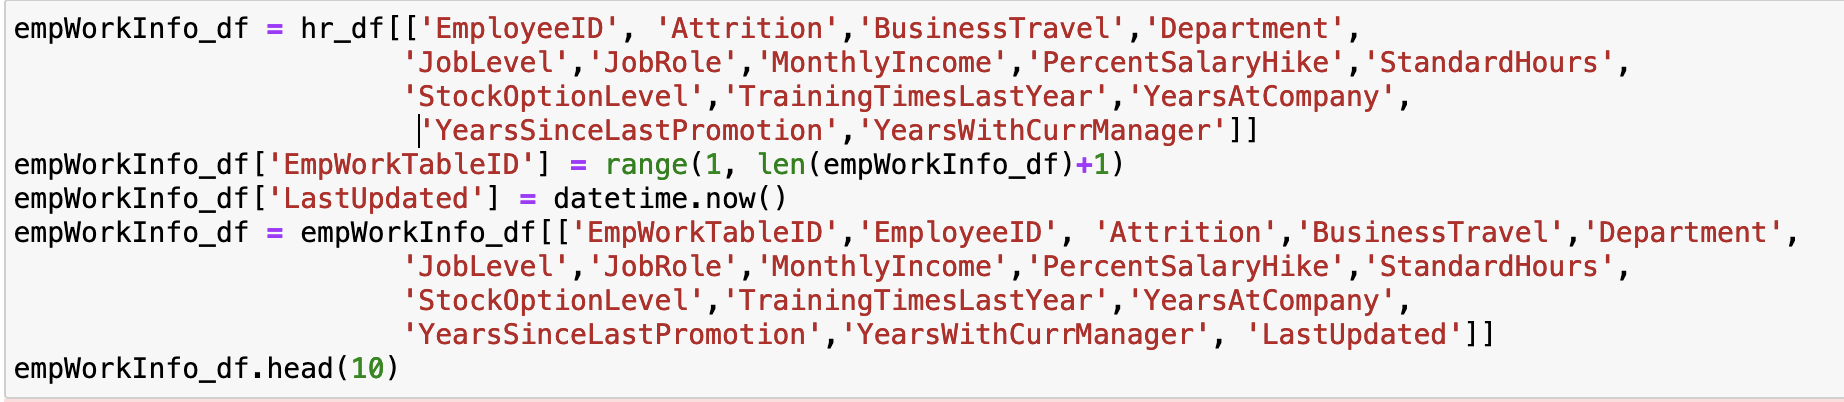 empWorkInfo_df = hr_df[['EmployeeID', 'Attrition','BusinessTravel','Department',
'JobLevel','JobRole','MonthlyIncome','PercentSalaryHike','StandardHours',
'StockOptionLevel','TrainingTimesLastYear','YearsAtCompany',
'YearsSinceLastPromotion','YearsWithCurrManager']]
empWorkInfo_df['EmpWorkTableID'] = range(1, len(empWorkInfo_df)+1)
empWorkInfo_df['LastUpdated'] = datetime.now()
empWorkInfo_df = empWorkInfo_df[['EmpWorkTableID','EmployeeID', 'Attrition','BusinessTravel','Department',
'JobLevel','JobRole','MonthlyIncome','PercentSalaryHike','StandardHours',
'StockOptionLevel','TrainingTimesLastYear','YearsAtCompany',
'YearsSinceLastPromotion','YearsWithCurrManager', 'LastUpdated']]
empWorkInfo_df.head(10)